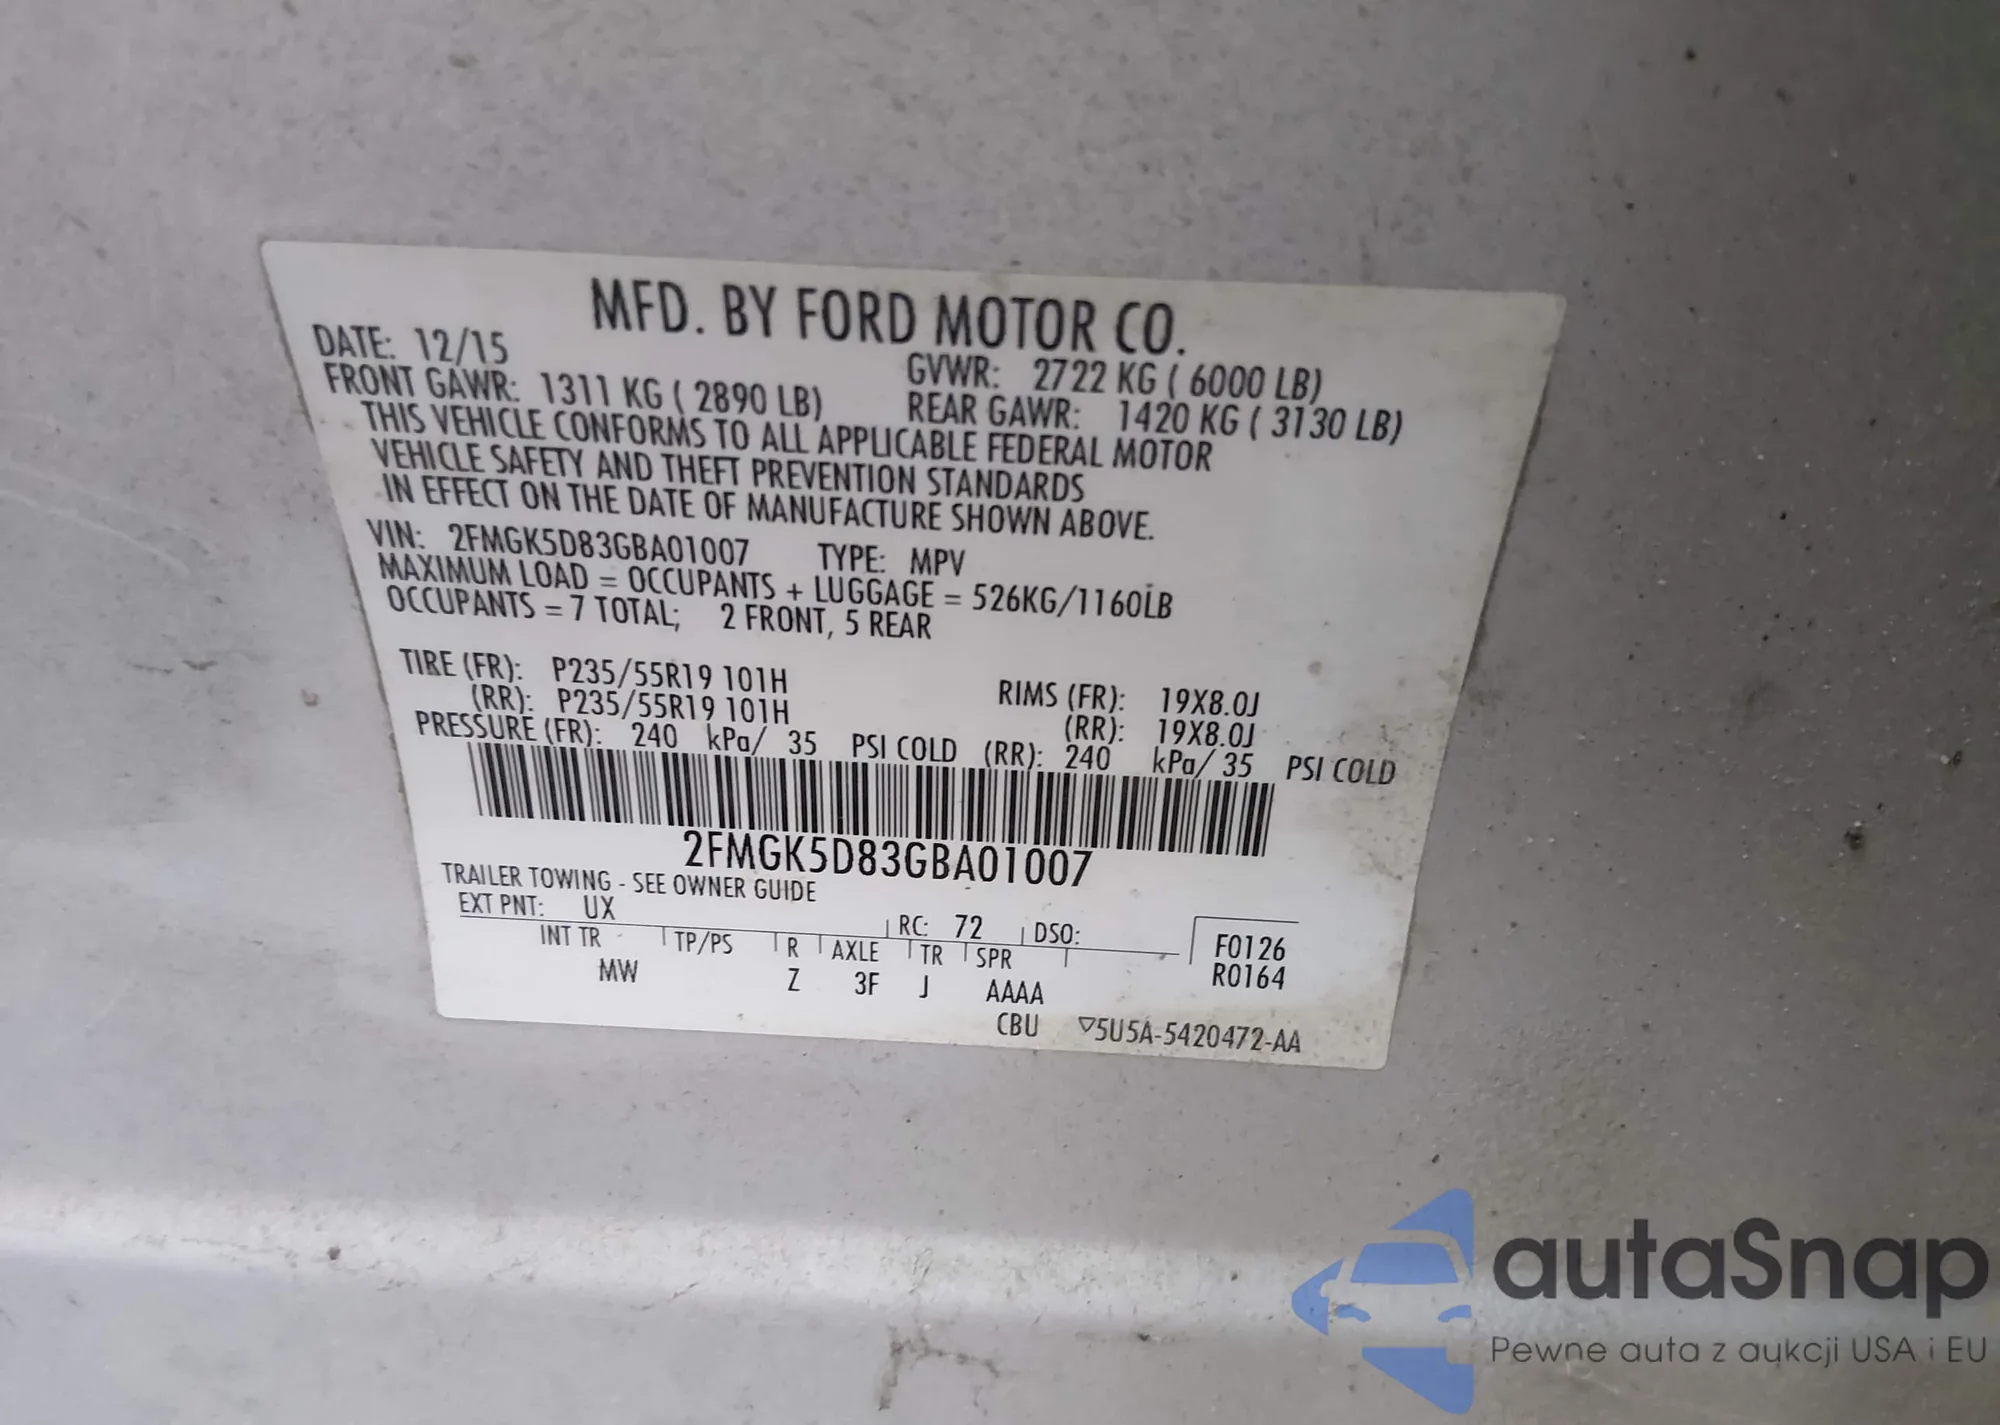 MFD. BY FORD MOTOR CO.
DATE: 12/15
GVWR: 2722 KG ( 6000 LB)
FRONT GAWR: 1311 KG ( 2890 LB)
REAR GAWR: 1420 KG ( 3130 LB)
THIS VEHICLE CONFORMS TO ALL APPLICABLE FEDERAL MOTOR
VEHICLE SAFETY AND THEFT PREVENTION STANDARDS
IN EFFECT ON THE DATE OF MANUFACTURE SHOWN ABOVE.
VIN: 2FMGK5D83GBA01007 TYPE: MPV
MAXIMUM LOAD = OCCUPANTS + LUGGAGE = 526KG/1160LB
OCCUPANTS = 7 TOTAL; 2 FRONT, 5 REAR
TIRE (FR): P235/55R19 101H RIMS (FR): 19X8.0J
(RR): P235/55R19 101H (RR): 19X8.0J
PRESSURE (FR): 240 kPa/ 35 PSI COLD (RR): 240 kPa/ 35 PSI COLD
2FMGK5D83GBA01007
TRAILER TOWING - SEE OWNER GUIDE
EXT PNT: UX RC: 72 DSO:
INT TR TP/PS R AXLE TR SPR F0126
MW Z 3F J AAAA R0164
CBU ▽5U5A-5420472-AA
autaSnap
Pewne auta z aukcji USA i EU